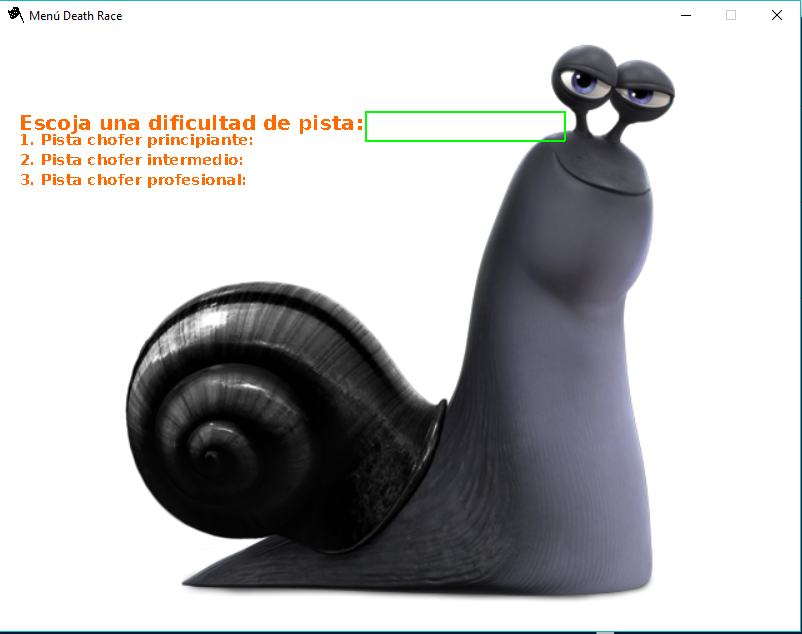 Menú Death Race
Escoja una dificultad de pista:
1. Pista chofer principiante:
2. Pista chofer intermedio:
3. Pista chofer profesional: